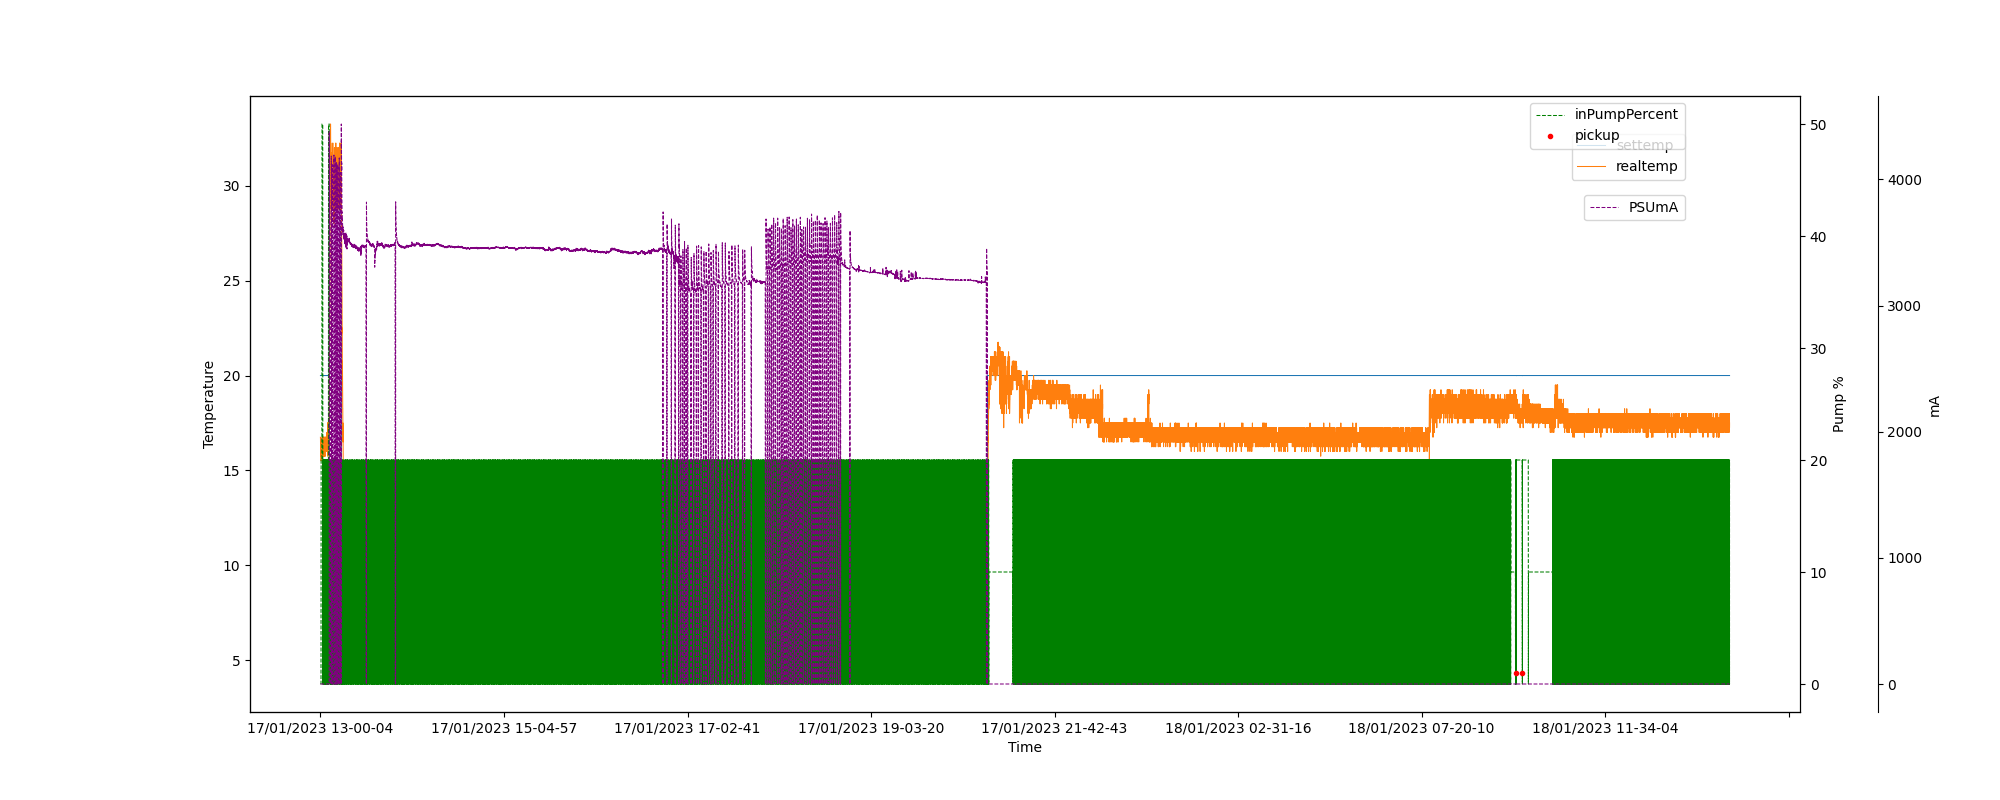 inPumpPercent
pickup
settemp
realtemp
PSUmA
Temperature
30
25
20
15
10
5
50
40
30
20
10
0
Pump %
4000
3000
2000
1000
0
mA
17/01/2023 13-00-04
17/01/2023 15-04-57
17/01/2023 17-02-41
17/01/2023 19-03-20
17/01/2023 21-42-43
18/01/2023 02-31-16
18/01/2023 07-20-10
18/01/2023 11-34-04
Time